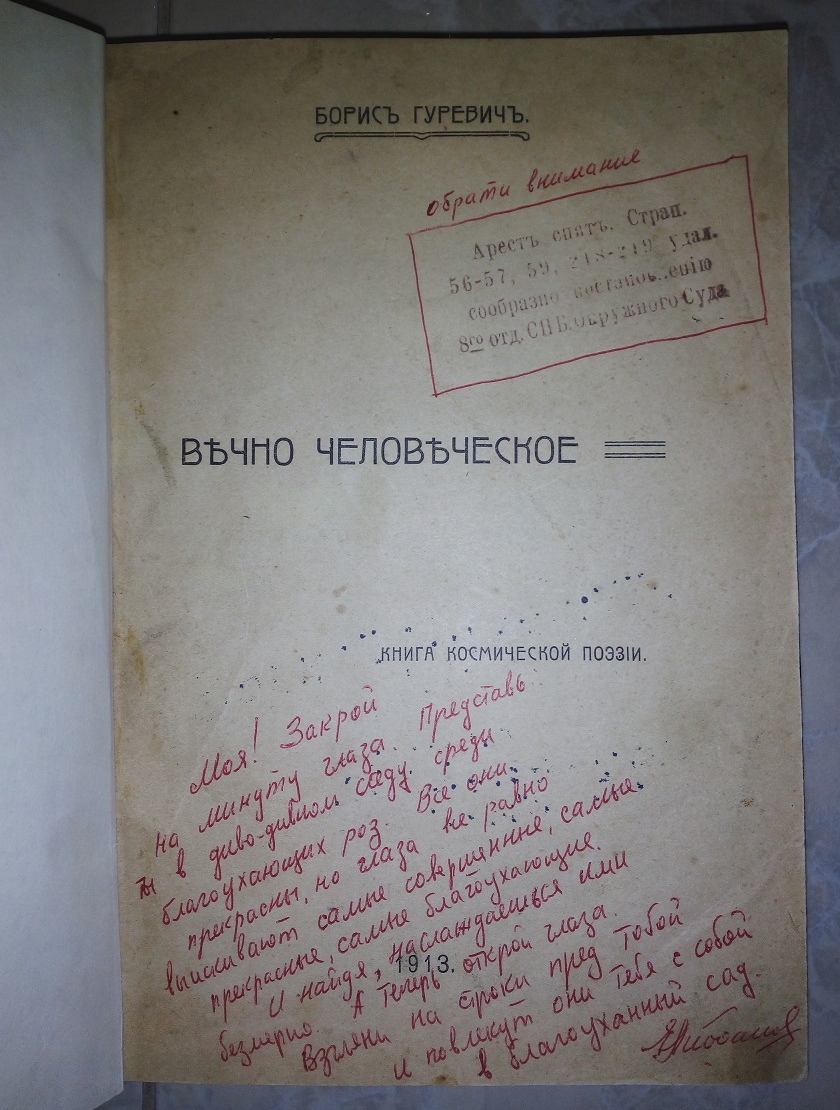 БОРИСЪ ГУРЕВИЧЪ.
обрати внимание
Арестъ снятъ. Стран.
56-57, 59, 218-219 удал.
сообразно постановленію
8го отд. СПБ. Окружного Суда
ВѢЧНО ЧЕЛОВѢЧЕСКОЕ
КНИГА КОСМИЧЕСКОЙ ПОЭЗІИ.
Моя! Закрой
на минуту глаза. Представь
ты в диво-дивном саду среди
благоухающих роз. Все они
прекрасны, но глаза все равно
выискивают самые совершенные, самые
прекрасные, самые благоухающие.
И найдя, наслаждаешься ими
безмерно. А теперь открой глаза.
Взгляни на строки пред тобой
и повлекут они тебя с собой
в благоуханный сад.
1913.